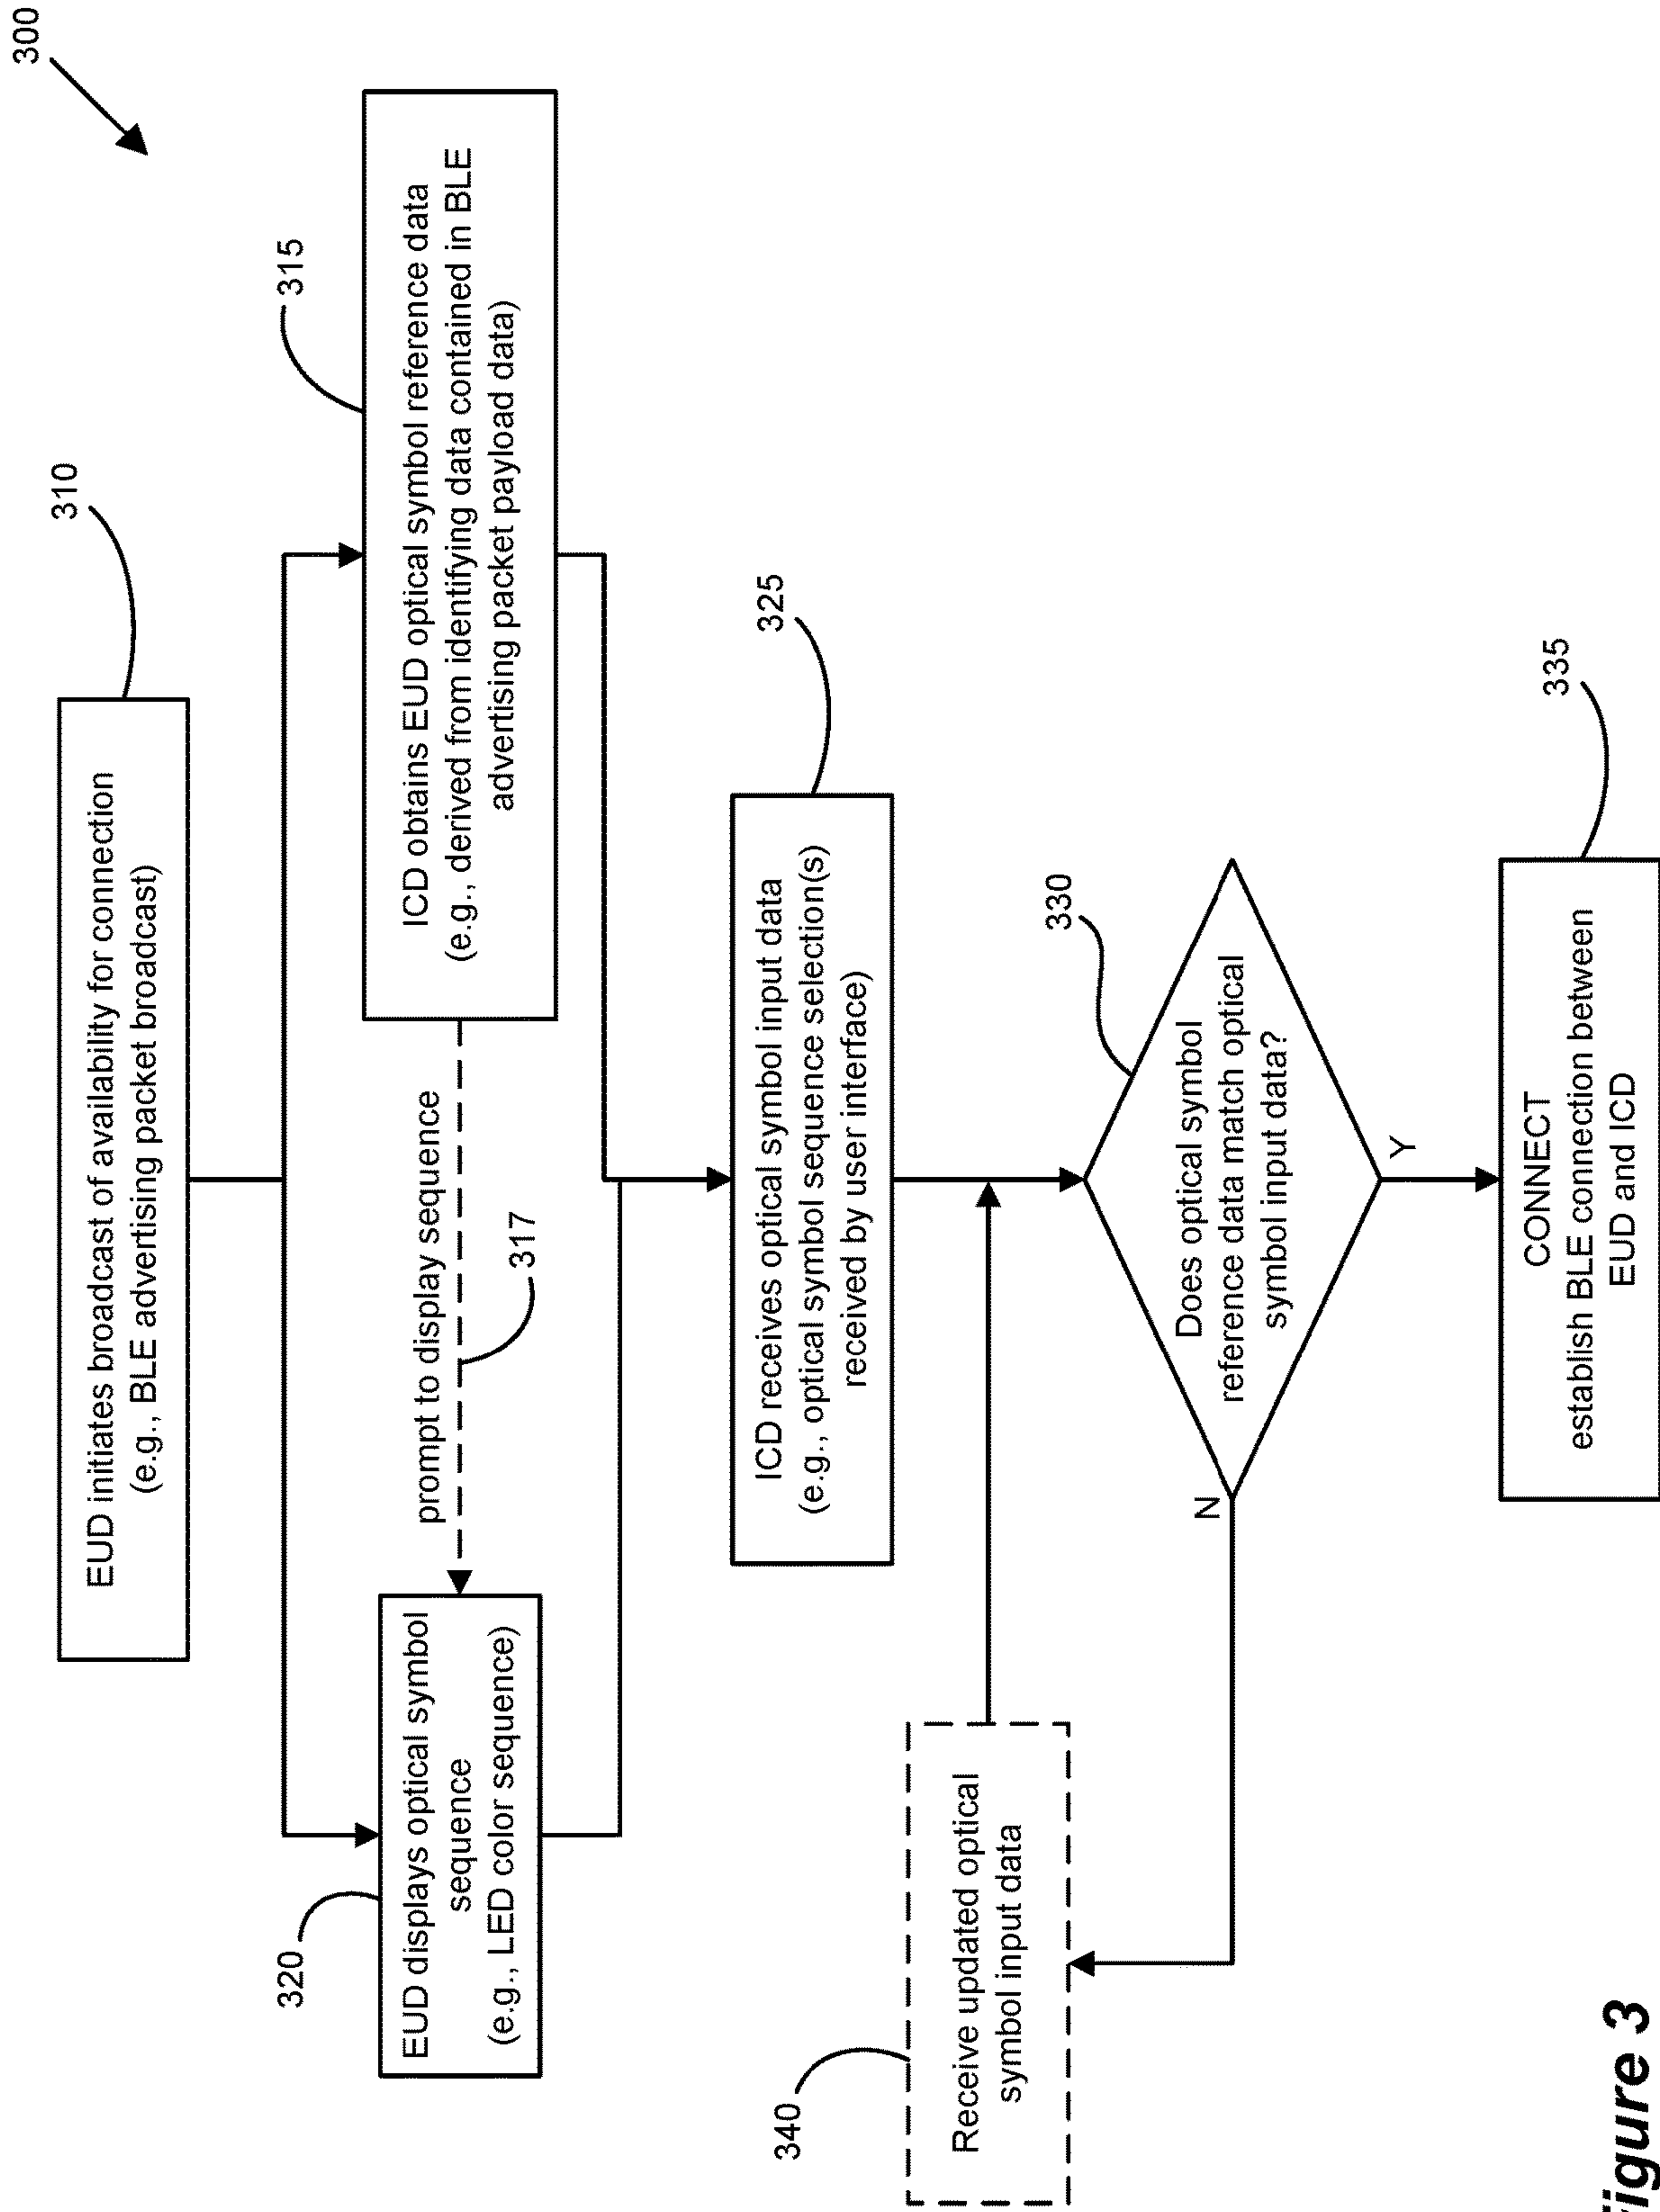 300
310
EUD initiates broadcast of availability for connection
(e.g., BLE advertising packet broadcast)
320
EUD displays optical symbol
sequence
(e.g., LED color sequence)
prompt to display sequence
317
315
ICD obtains EUD optical symbol reference data
(e.g., derived from identifying data contained in BLE
advertising packet payload data)
325
ICD receives optical symbol input data
(e.g., optical symbol sequence selection(s)
received by user interface)
340
Receive updated optical
symbol input data
330
Does optical symbol
reference data match optical
symbol input data?
N
Y
335
CONNECT
establish BLE connection between
EUD and ICD
Figure 3